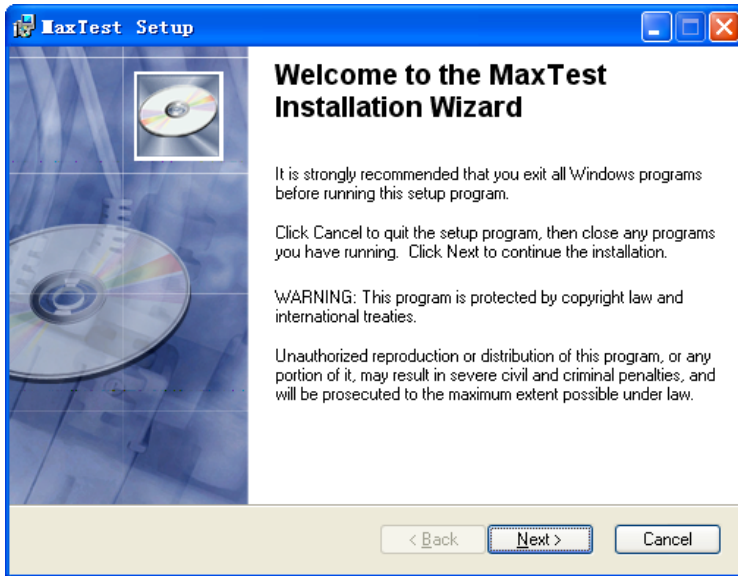 MaxTest Setup
Welcome to the MaxTest
Installation Wizard
It is strongly recommended that you exit all Windows programs
before running this setup program.
Click Cancel to quit the setup program, then close any programs
you have running.  Click Next to continue the installation.
WARNING: This program is protected by copyright law and
international treaties.
Unauthorized reproduction or distribution of this program, or any
portion of it, may result in severe civil and criminal penalties, and
will be prosecuted to the maximum extent possible under law.
< Back
Next >
Cancel